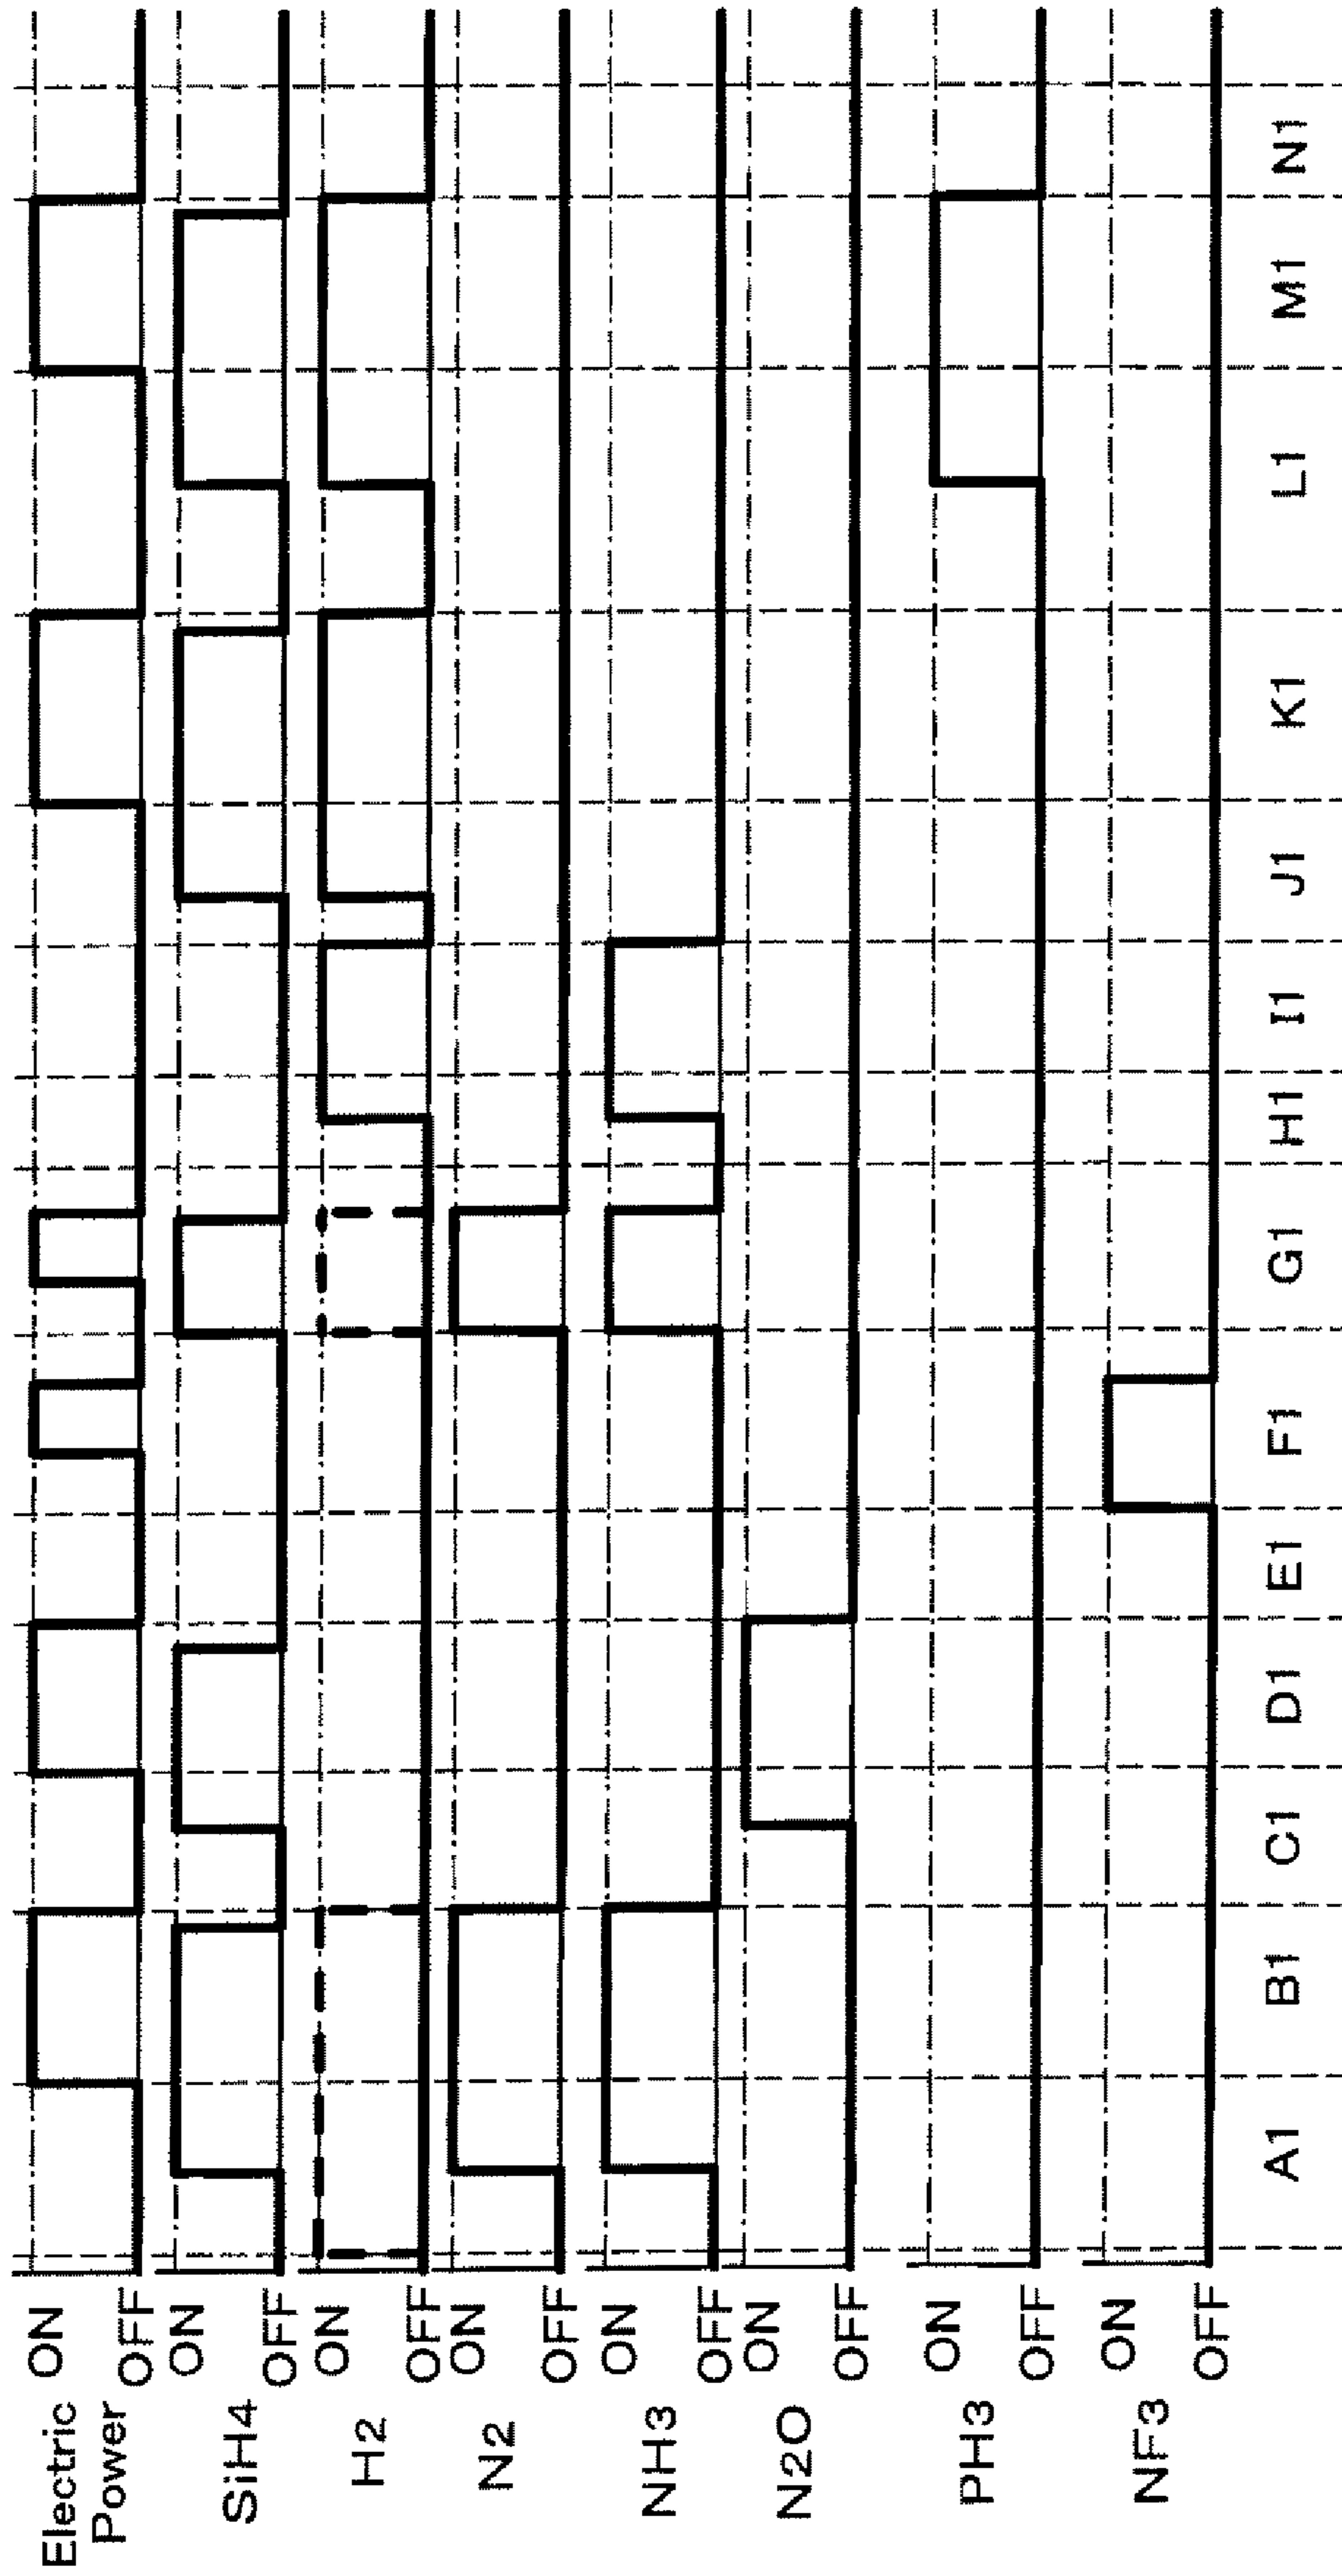 Electric
Power
ON
OFF
SiH4
ON
OFF
H2
ON
OFF
N2
ON
OFF
NH3
ON
OFF
N2O
ON
OFF
PH3
ON
OFF
NF3
ON
OFF
A1 B1 C1 D1 E1 F1 G1 H1 I1 J1 K1 L1 M1 N1